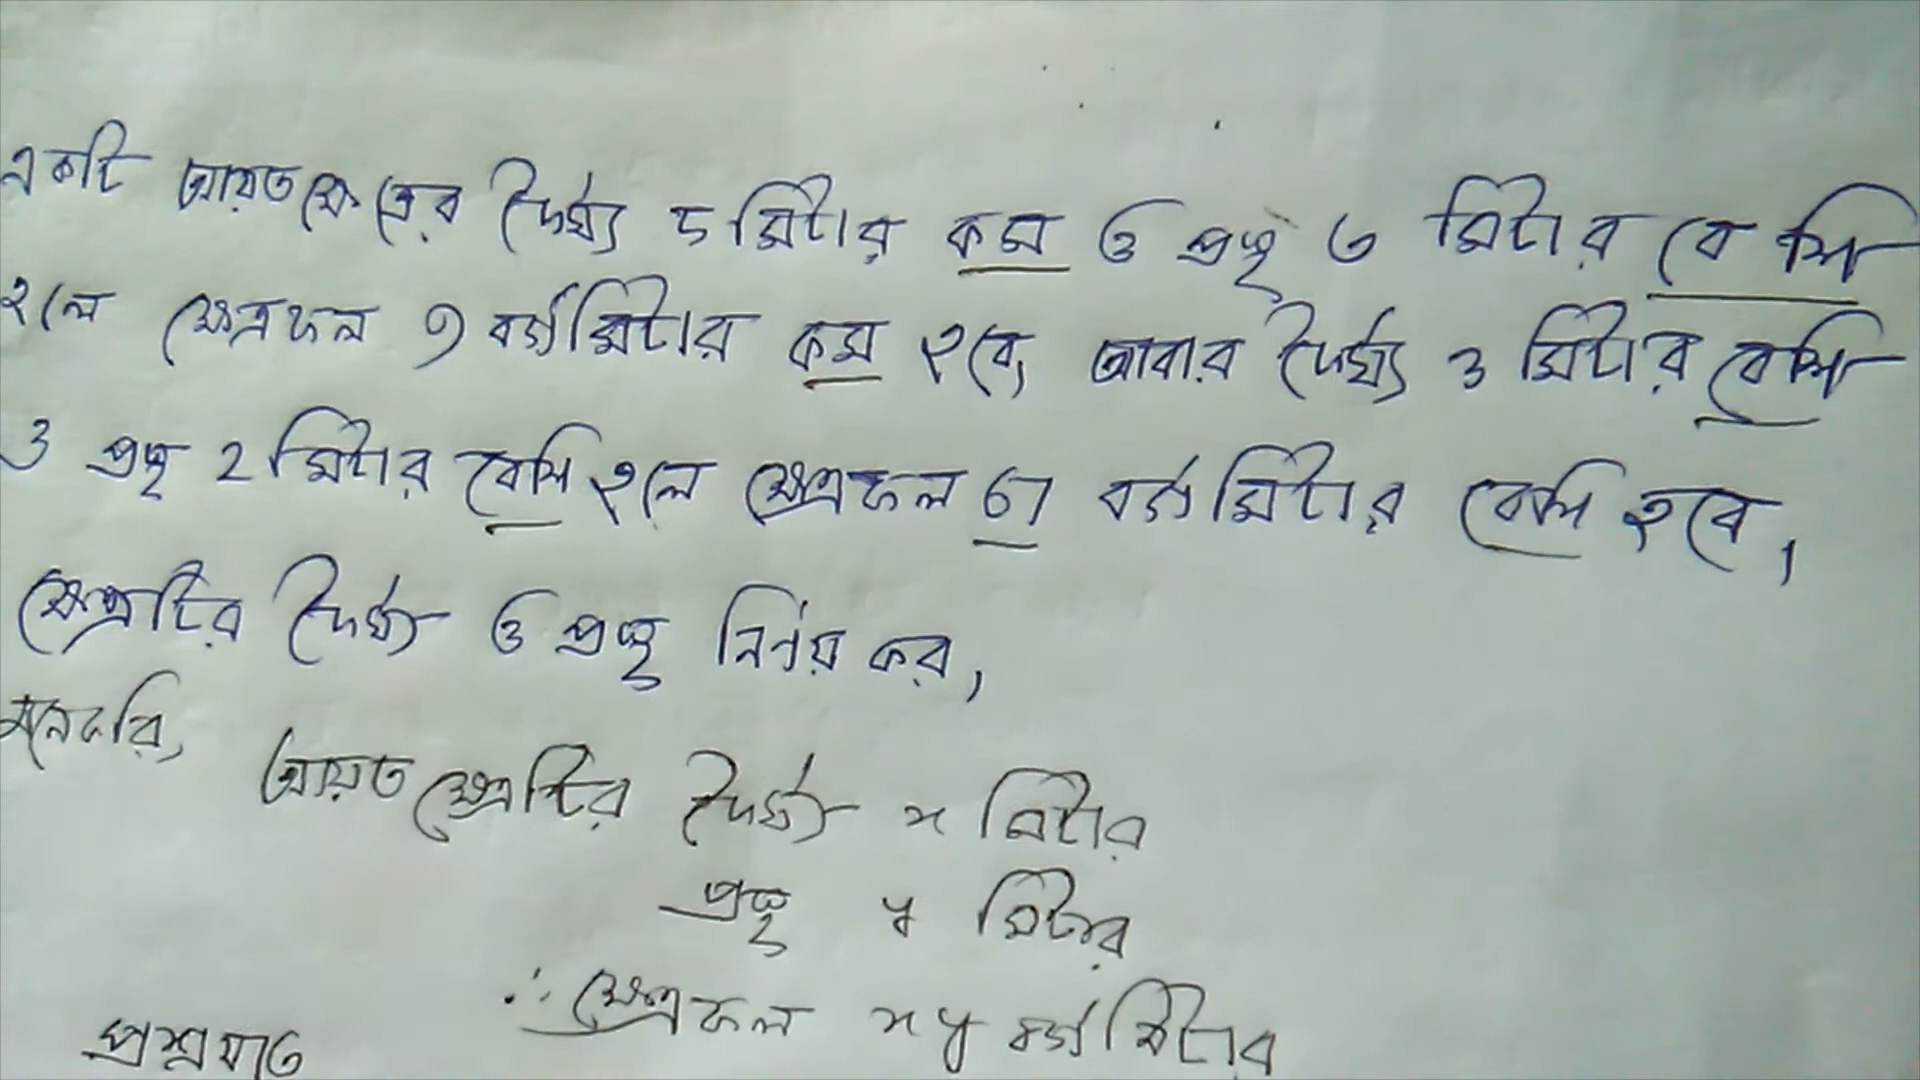 একটি আয়তক্ষেত্রের দৈর্ঘ্য 5 মিটার কম ও প্রস্থ ৩ মিটার বেশি
হলে ক্ষেত্রফল 9 বর্গমিটার কম হবে, আবার দৈর্ঘ্য 3 মিটার বেশি
ও প্রস্থ 2 মিটার বেশি হলে ক্ষেত্রফল 67 বর্গমিটার বেশি হবে,
ক্ষেত্রটির দৈর্ঘ্য ও প্রস্থ নির্ণয় কর,
মনেকরি,
আয়তক্ষেত্রটির দৈর্ঘ্য x মিটার
প্রস্থ y মিটার
∴ ক্ষেত্রফল xy বর্গমিটার
প্রশ্নমতে